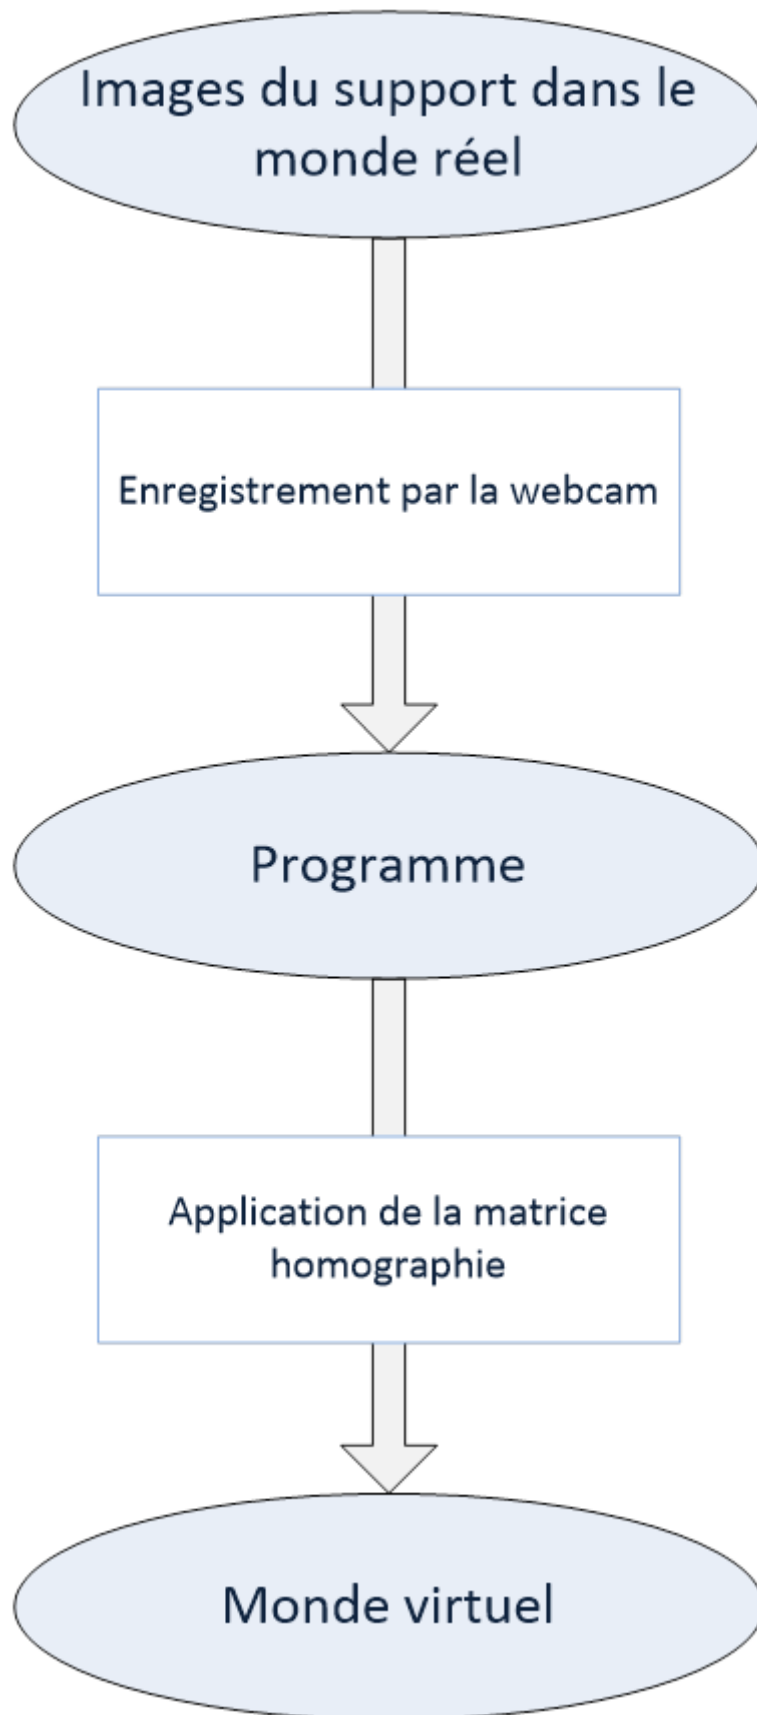 Images du support dans le
monde réel
Enregistrement par la webcam
Programme
Application de la matrice
homographie
Monde virtuel